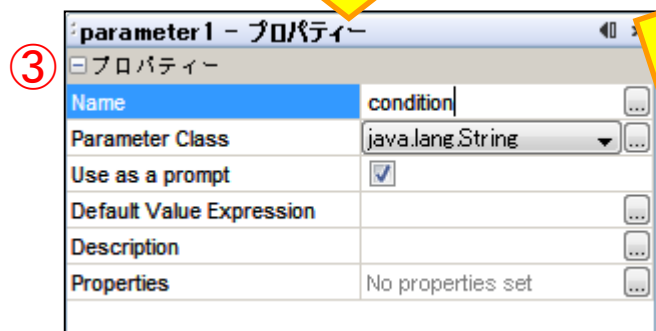 parameter1 - プロパティー
③
プロパティー
Name condition ...
Parameter Class java.lang.String ...
Use as a prompt
Default Value Expression ...
Description ...
Properties No properties set ...